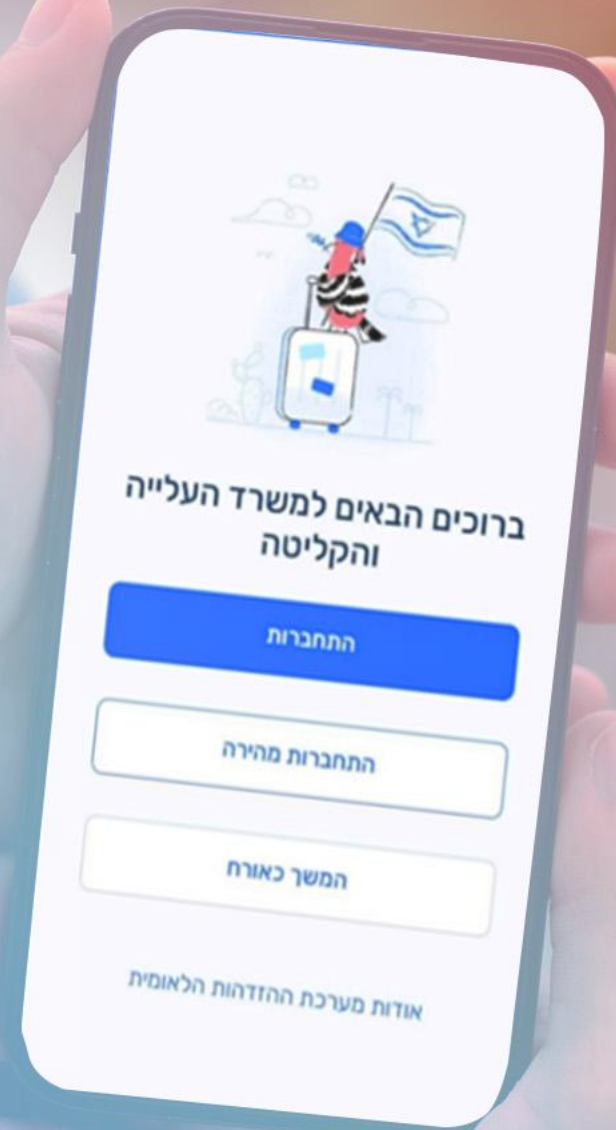 ברוכים הבאים למשרד העלייה
והקליטה
התחברות
התחברות מהירה
המשך כאורח
אודות מערכת ההזדהות הלאומית